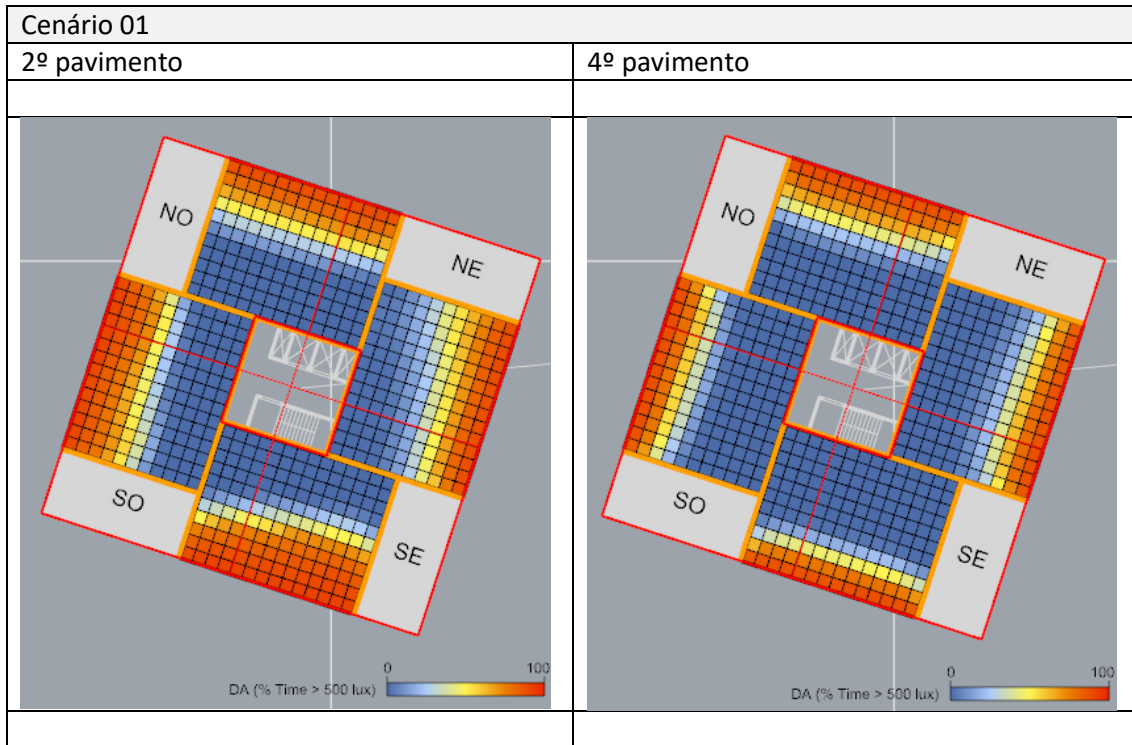 Cenário 01
2º pavimento
4º pavimento
NO
NE
SO
SE
0
100
DA (% Time > 500 lux)
NO
NE
SO
SE
0
100
DA (% Time > 500 lux)